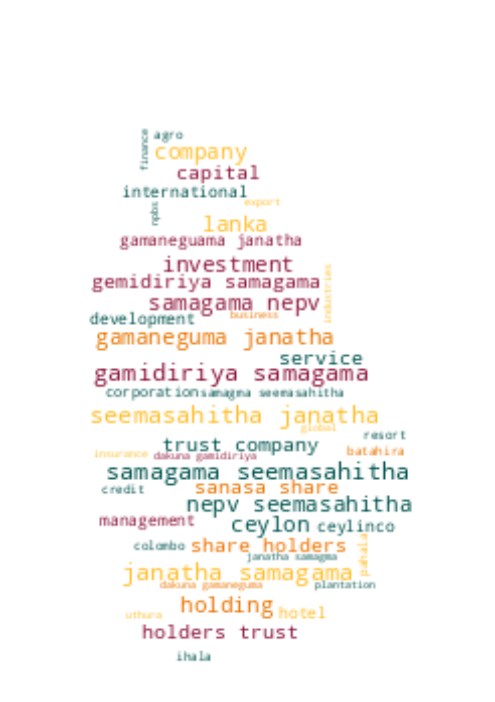 agro
finance
company
capital
international
export
npbs
lanka
gamaneguama janatha
investment
industries
gemidiriya samagama
samagama nepv
business
development
gamaneguma janatha
service
gamidiriya samagama
corporation
samagma seemasahitha
seemasahitha janatha
global
resort
trust company
batahira
insurance
dakuna gamidiriya
samagama seemasahitha
credit
sanasa share
nepv seemasahitha
management
ceylon
ceylinco
colombo
share holders
janatha samagma
pahala
janatha samagama
dakuna gamaneguma
plantation
holding
uthura
hotel
holders trust
ihala